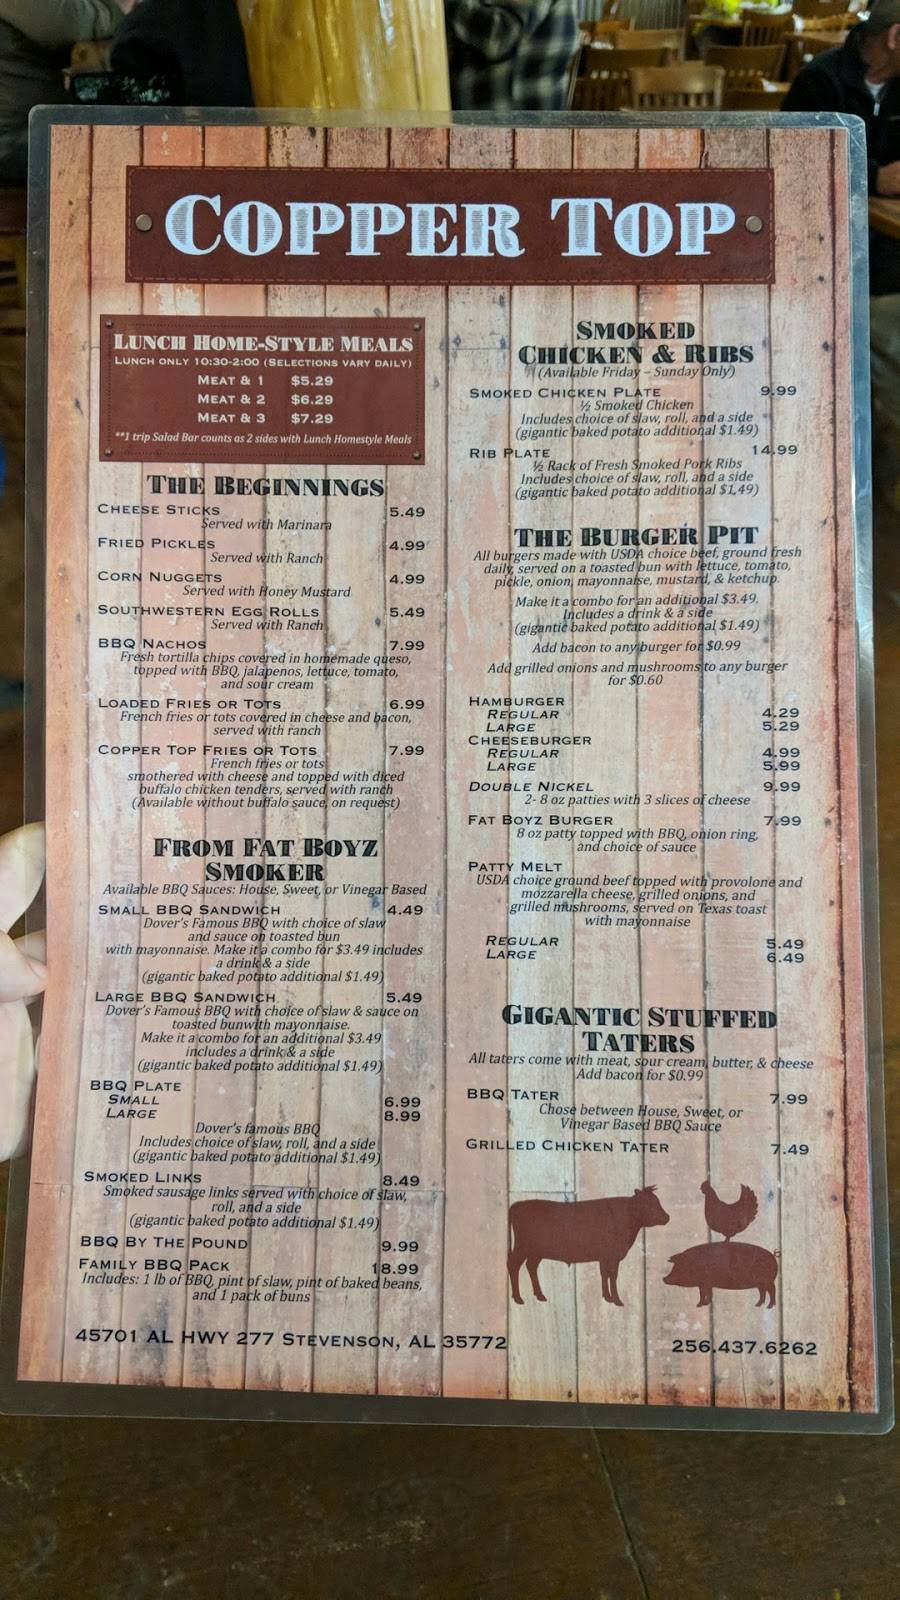 COPPER TOP
LUNCH HOME-STYLE MEALS
LUNCH ONLY 10:30-2:00 (SELECTIONS VARY DAILY)
MEAT & 1 $5.29
MEAT & 2 $6.29
MEAT & 3 $7.29
**1 trip Salad Bar counts as 2 sides with Lunch Homestyle Meals
THE BEGINNINGS
CHEESE STICKS 5.49
Served with Marinara
FRIED PICKLES 4.99
Served with Ranch
CORN NUGGETS 4.99
Served with Honey Mustard
SOUTHWESTERN EGG ROLLS 5.49
Served with Ranch
BBQ NACHOS 7.99
Fresh tortilla chips covered in homemade queso,
topped with BBQ, jalapenos, lettuce, tomato,
and sour cream
LOADED FRIES OR TOTS 6.99
French fries or tots covered in cheese and bacon,
served with ranch
COPPER TOP FRIES OR TOTS 7.99
French fries or tots
smothered with cheese and topped with diced
buffalo chicken tenders, served with ranch
(Available without buffalo sauce, on request)
FROM FAT BOYZ
SMOKER
Available BBQ Sauces: House, Sweet, or Vinegar Based
SMALL BBQ SANDWICH 4.49
Dover's Famous BBQ with choice of slaw
and sauce on toasted bun
with mayonnaise. Make it a combo for $3.49 includes
a drink & a side
(gigantic baked potato additional $1.49)
LARGE BBQ SANDWICH 5.49
Dover's Famous BBQ with choice of slaw & sauce on
toasted bunwith mayonnaise.
Make it a combo for an additional $3.49
includes a drink & a side
(gigantic baked potato additional $1.49)
BBQ PLATE
SMALL 6.99
LARGE 8.99
Dover's famous BBQ
Includes choice of slaw, roll, and a side
(gigantic baked potato additional $1.49)
SMOKED LINKS 8.49
Smoked sausage links served with choice of slaw,
roll, and a side
(gigantic baked potato additional $1.49)
BBQ BY THE POUND 9.99
FAMILY BBQ PACK 18.99
Includes: 1 lb of BBQ, pint of slaw, pint of baked beans,
and 1 pack of buns
SMOKED
CHICKEN & RIBS
(Available Friday – Sunday Only)
SMOKED CHICKEN PLATE 9.99
½ Smoked Chicken
Includes choice of slaw, roll, and a side
(gigantic baked potato additional $1.49)
RIB PLATE 14.99
½ Rack of Fresh Smoked Pork Ribs
Includes choice of slaw, roll, and a side
(gigantic baked potato additional $1.49)
THE BURGER PIT
All burgers made with USDA choice beef, ground fresh
daily, served on a toasted bun with lettuce, tomato,
pickle, onion, mayonnaise, mustard, & ketchup.
Make it a combo for an additional $3.49.
Includes a drink & a side
(gigantic baked potato additional $1.49)
Add bacon to any burger for $0.99
Add grilled onions and mushrooms to any burger
for $0.60
HAMBURGER
REGULAR 4.29
LARGE 5.29
CHEESEBURGER
REGULAR 4.99
LARGE 5.99
DOUBLE NICKEL 9.99
2- 8 oz patties with 3 slices of cheese
FAT BOYZ BURGER 7.99
8 oz patty topped with BBQ, onion ring,
and choice of sauce
PATTY MELT
USDA choice ground beef topped with provolone and
mozzarella cheese, grilled onions, and
grilled mushrooms, served on Texas toast
with mayonnaise
REGULAR 5.49
LARGE 6.49
GIGANTIC STUFFED
TATERS
All taters come with meat, sour cream, butter, & cheese
Add bacon for $0.99
BBQ TATER 7.99
Chose between House, Sweet, or
Vinegar Based BBQ Sauce
GRILLED CHICKEN TATER 7.49
45701 AL HWY 277 STEVENSON, AL 35772
256.437.6262